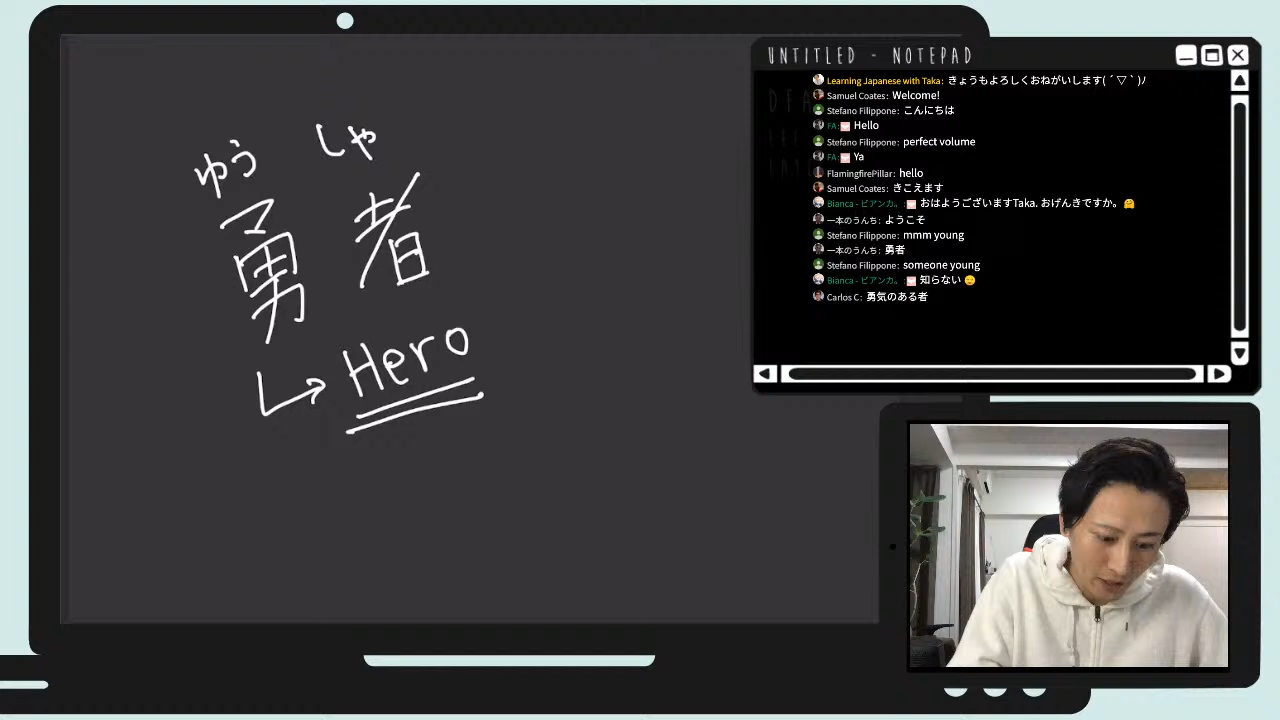 ゆうしゃ
勇者
Hero
UNTITLED - NOTEPAD
Learning Japanese with Taka: きょうもよろしくおねがいします( ´ ▽ ` )ﾉ
Samuel Coates: Welcome!
Stefano Filippone: こんにちは
FA: Hello
Stefano Filippone: perfect volume
FA: Ya
FlamingfirePillar: hello
Samuel Coates: きこえます
Bianca - ビアンカ。: おはようございますTaka. おげんきですか。🤗
一本のうんち: ようこそ
Stefano Filippone: mmm young
一本のうんち: 勇者
Stefano Filippone: someone young
Bianca - ビアンカ。: 知らない
Carlos C: 勇気のある者